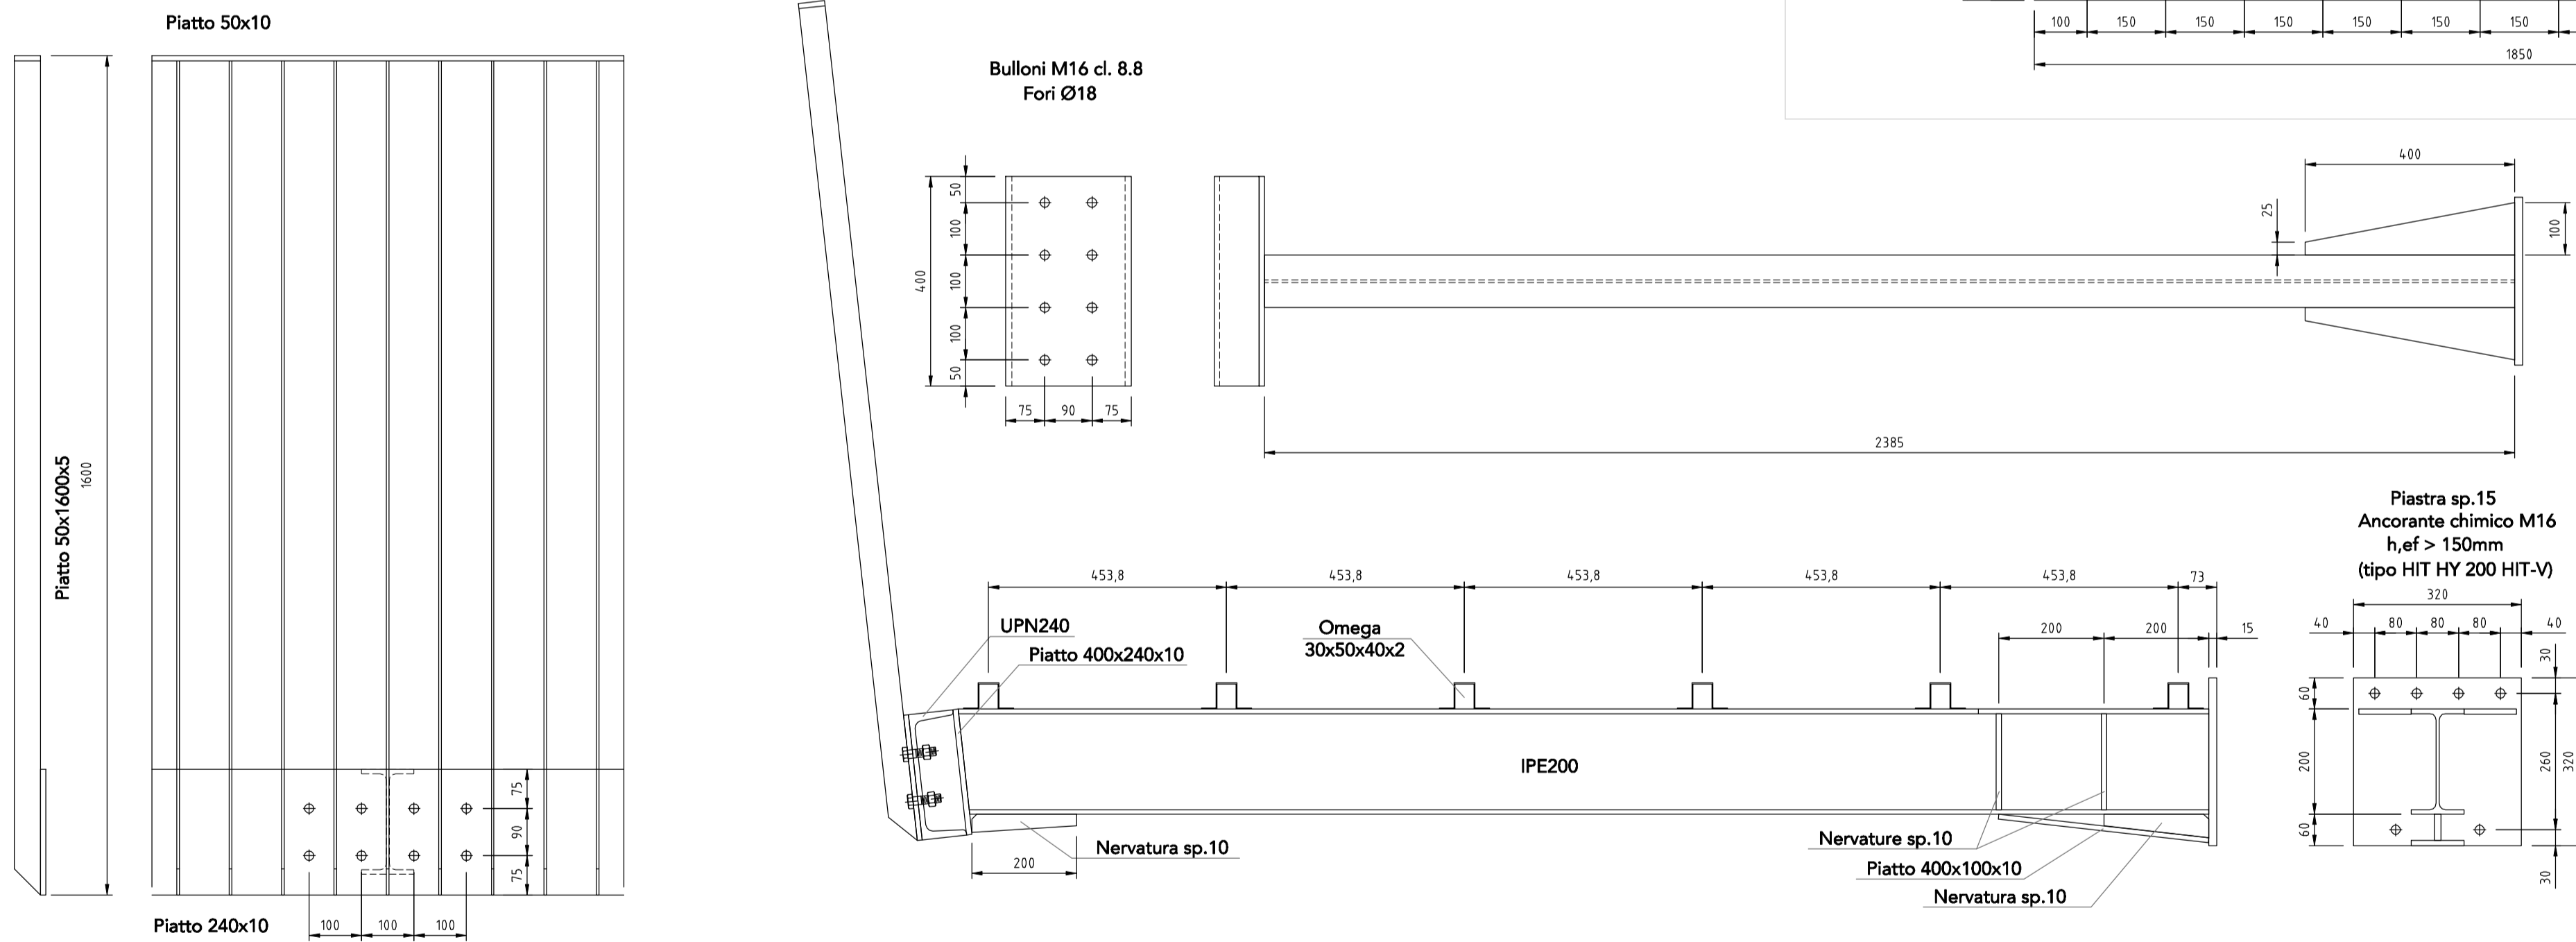 Piatto 50x10
Piatto 50x1600x5
1600
75
90
75
Piatto 240x10
100
100
100
Bulloni M16 cl. 8.8
Fori Ø18
50
100
100
100
50
400
75
90
75
100
150
150
150
150
150
150
1850
400
25
100
2385
453,8
453,8
453,8
453,8
453,8
73
UPN240
Piatto 400x240x10
Omega
30x50x40x2
200
200
15
IPE200
Nervatura sp.10
200
Nervature sp.10
Piatto 400x100x10
Nervatura sp.10
Piastra sp.15
Ancorante chimico M16
h,ef > 150mm
(tipo HIT HY 200 HIT-V)
320
40
80
80
80
40
30
60
200
60
260
320
30